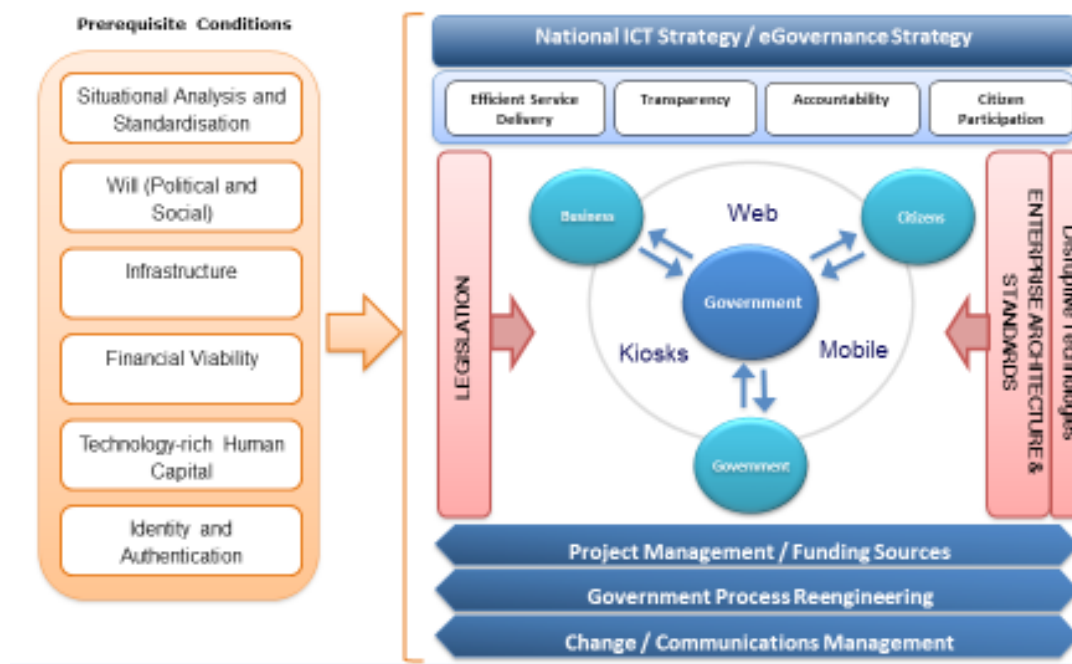 Prerequisite Conditions
Situational Analysis and
Standardisation
Will (Political and
Social)
Infrastructure
Financial Viability
Technology-rich Human
Capital
Identity and
Authentication
National ICT Strategy / eGovernance Strategy
Efficient Service
Delivery
Transparency
Accountability
Citizen
Participation
LEGISLATION
Business
Web
Citizens
Government
Kiosks
Mobile
Government
ENTERPRISE ARCHITECTURE &
STANDARDS
Disruptive Technologies
Project Management / Funding Sources
Government Process Reengineering
Change / Communications Management